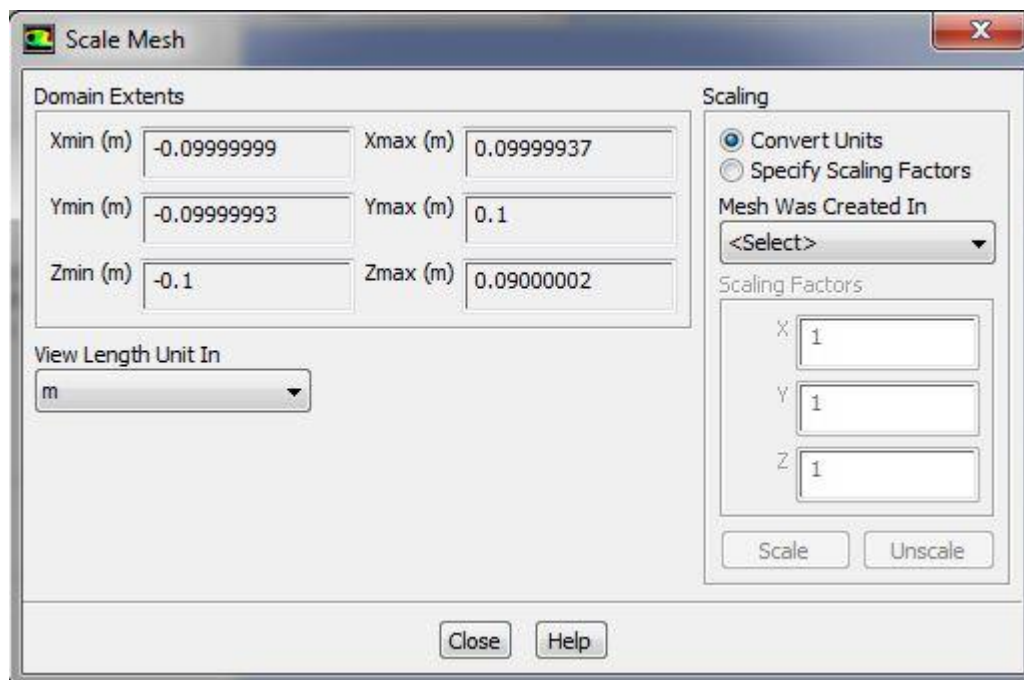 Scale Mesh
X
Domain Extents
Xmin (m) -0.09999999 Xmax (m) 0.09999937
Ymin (m) -0.09999993 Ymax (m) 0.1
Zmin (m) -0.1 Zmax (m) 0.09000002
View Length Unit In
m
Scaling
Convert Units
Specify Scaling Factors
Mesh Was Created In
<Select>
Scaling Factors
X 1
Y 1
Z 1
Scale Unscale
Close Help